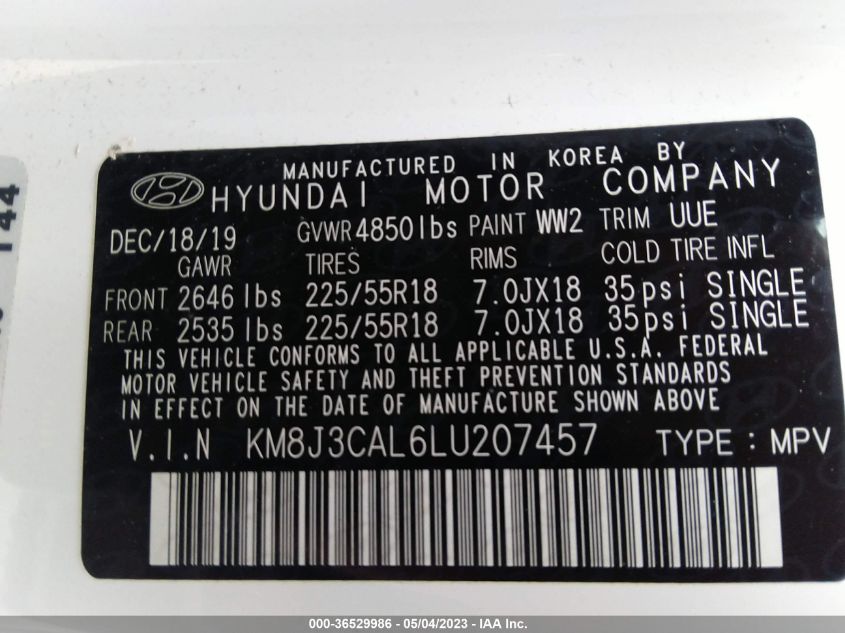 MANUFACTURED IN KOREA BY
HYUNDAI MOTOR COMPANY
DEC/18/19 GVWR 4850lbs PAINT WW2 TRIM UUE
GAWR TIRES RIMS COLD TIRE INFL
FRONT 2646 lbs 225/55R18 7.0JX18 35psi SINGLE
REAR 2535 lbs 225/55R18 7.0JX18 35psi SINGLE
THIS VEHICLE CONFORMS TO ALL APPLICABLE U.S.A. FEDERAL
MOTOR VEHICLE SAFETY AND THEFT PREVENTION STANDARDS
IN EFFECT ON THE DATE OF MANUFACTURE SHOWN ABOVE
V.I.N KM8J3CAL6LU207457 TYPE: MPV
144
000-36529986 - 05/04/2023 - IAA Inc.